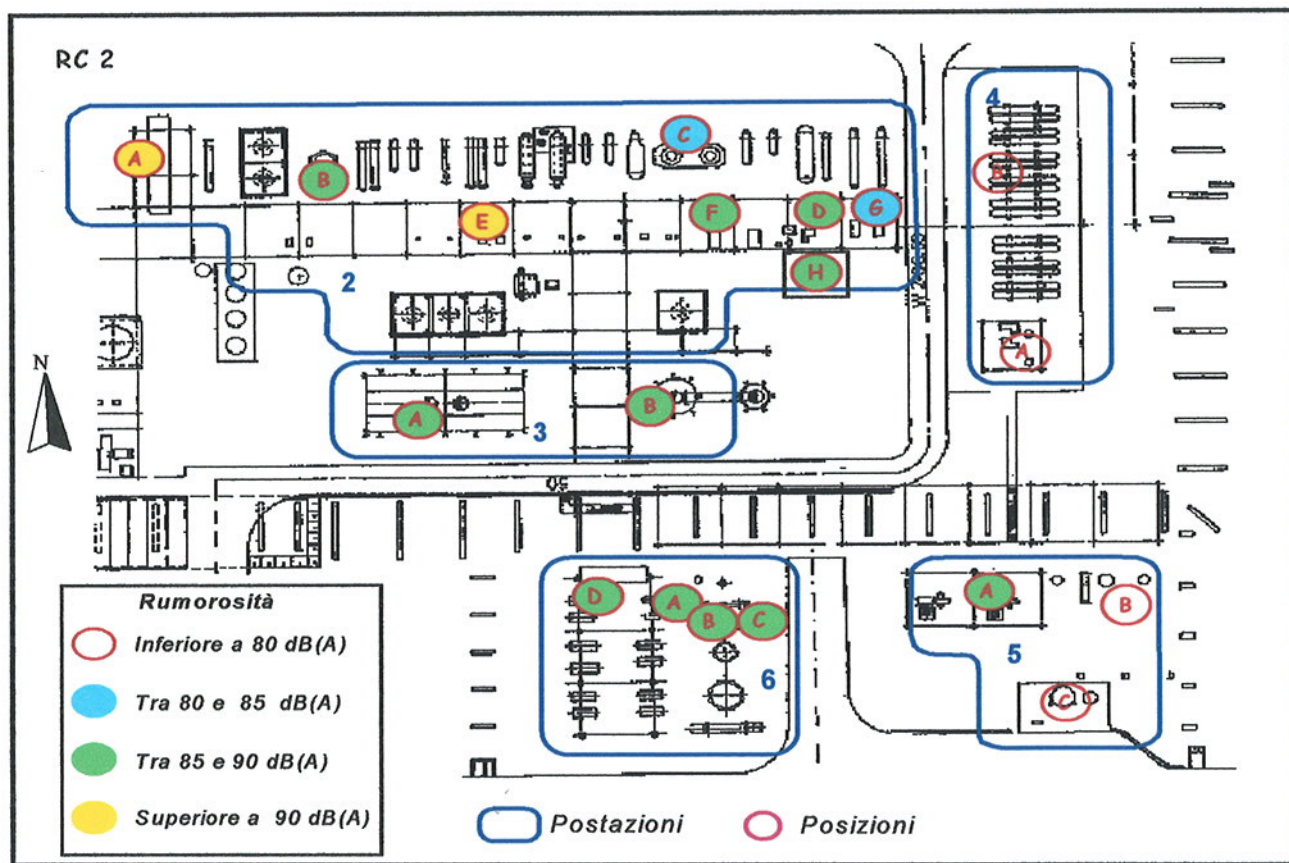 RC 2
4
C
A
B
B
E
F
D
G
H
2
N
A
A
B
3
D
A
B
C
A
B
5
6
C
Rumorosità
Inferiore a 80 dB(A)
Tra 80 e 85 dB(A)
Tra 85 e 90 dB(A)
Superiore a 90 dB(A)
Postazioni
Posizioni